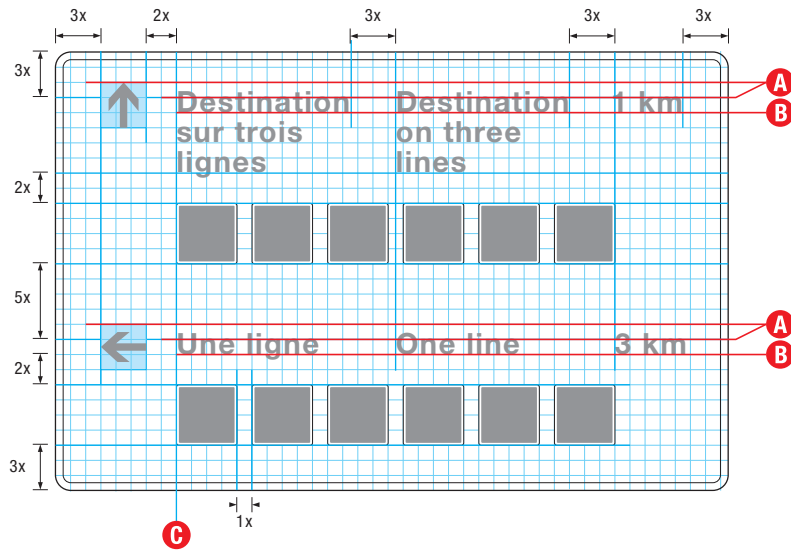 3x 2x 3x 3x 3x
3x
A
Destination Destination 1 km
B
sur trois on three
lignes lines
2x
5x
A
Une ligne One line 3 km
B
2x
3x
1x
C